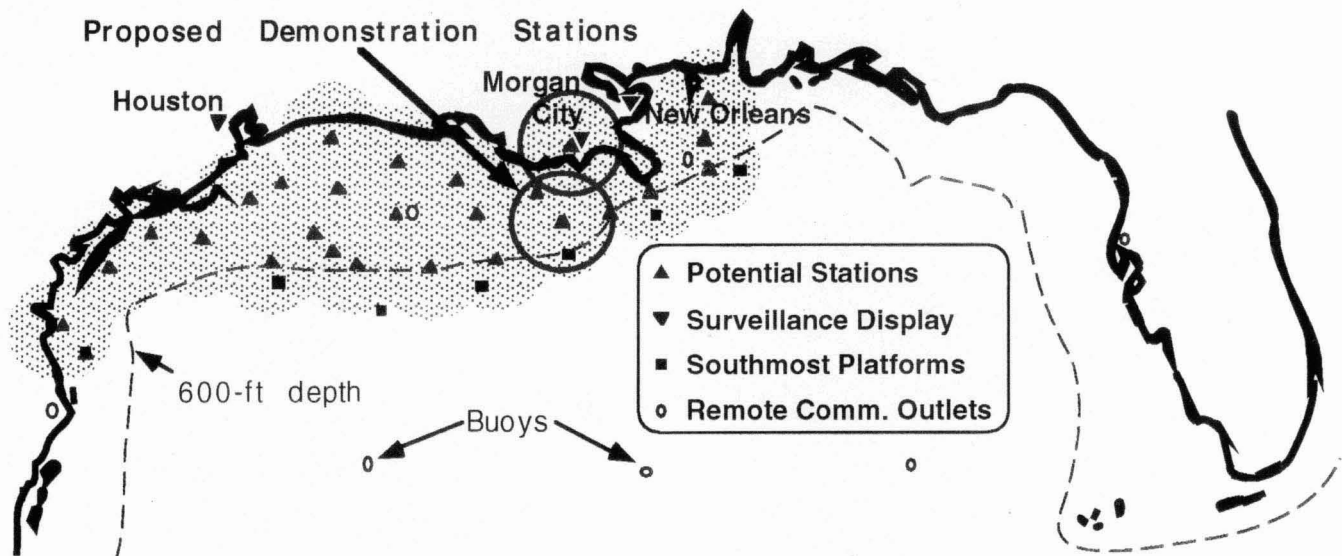 Proposed Demonstration Stations
Morgan
City
Houston
New Orleans
Potential Stations
Surveillance Display
Southmost Platforms
Remote Comm. Outlets
600-ft depth
Buoys